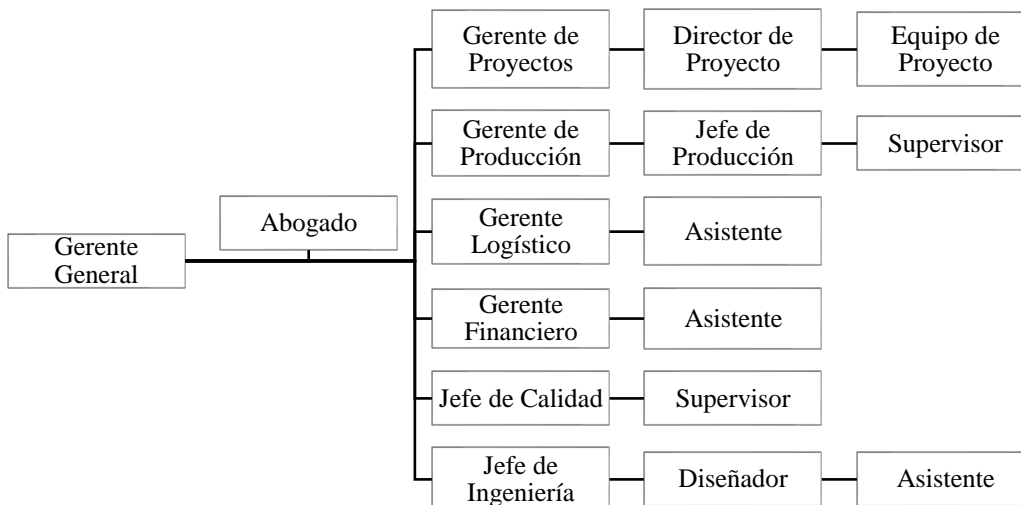 Gerente de
Proyectos
Director de
Proyecto
Equipo de
Proyecto
Gerente de
Producción
Jefe de
Producción
Supervisor
Abogado
Gerente
Logístico
Asistente
Gerente
General
Gerente
Financiero
Asistente
Jefe de Calidad
Supervisor
Jefe de
Ingeniería
Diseñador
Asistente